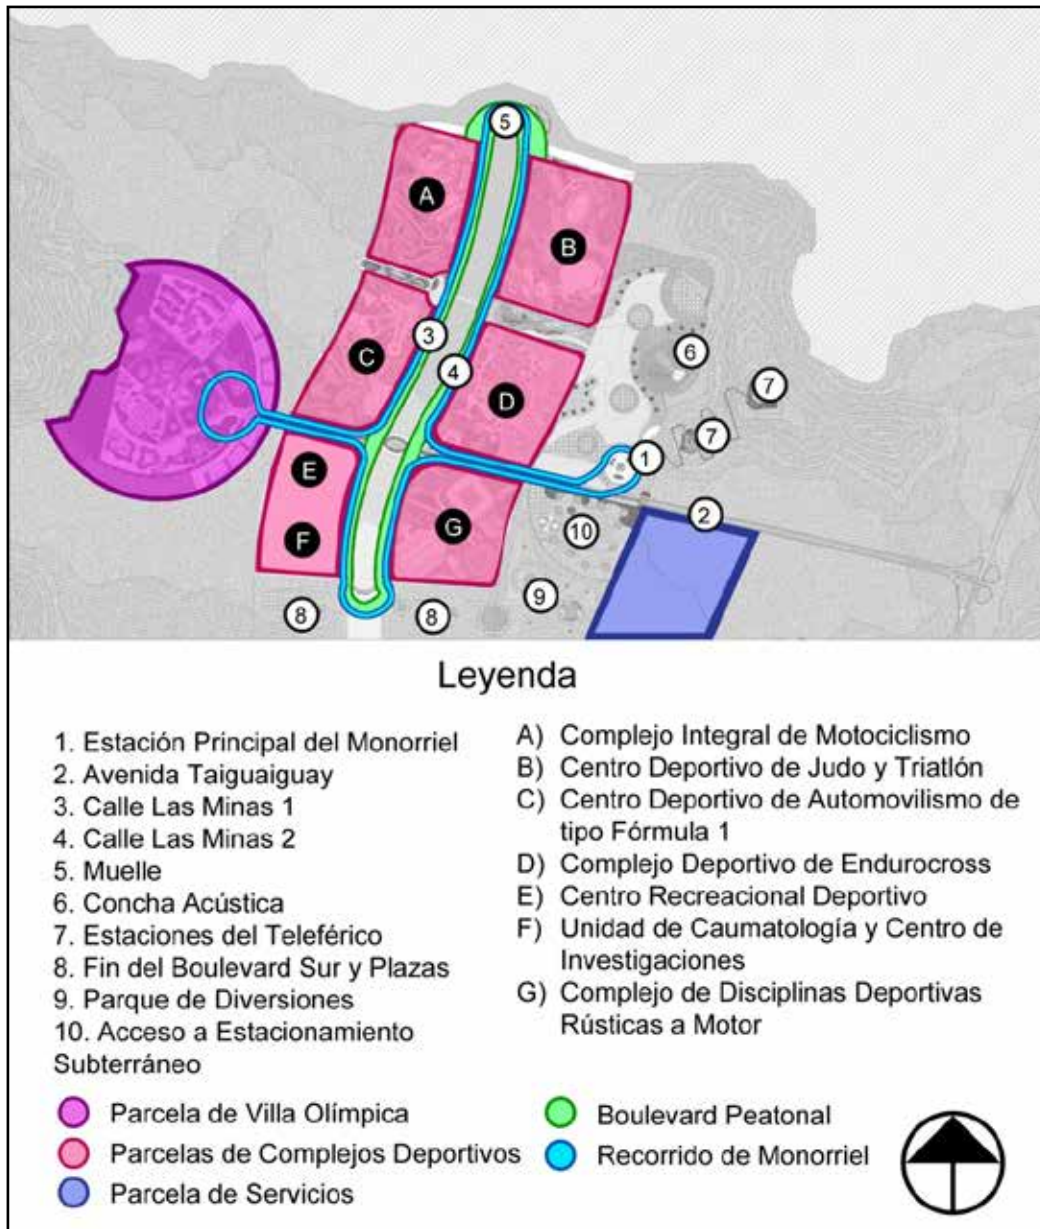 5
A
B
3
6
C
4
7
D
7
1
E
2
G
10
F
9
8
8
Leyenda
1. Estación Principal del Monorriel
2. Avenida Taiguaiguay
3. Calle Las Minas 1
4. Calle Las Minas 2
5. Muelle
6. Concha Acústica
7. Estaciones del Teleférico
8. Fin del Boulevard Sur y Plazas
9. Parque de Diversiones
10. Acceso a Estacionamiento
Subterráneo
A) Complejo Integral de Motociclismo
B) Centro Deportivo de Judo y Triatlón
C) Centro Deportivo de Automovilismo de
tipo Fórmula 1
D) Complejo Deportivo de Endurocross
E) Centro Recreacional Deportivo
F) Unidad de Caumatología y Centro de
Investigaciones
G) Complejo de Disciplinas Deportivas
Rústicas a Motor
Parcela de Villa Olímpica
Parcelas de Complejos Deportivos
Parcela de Servicios
Boulevard Peatonal
Recorrido de Monorriel